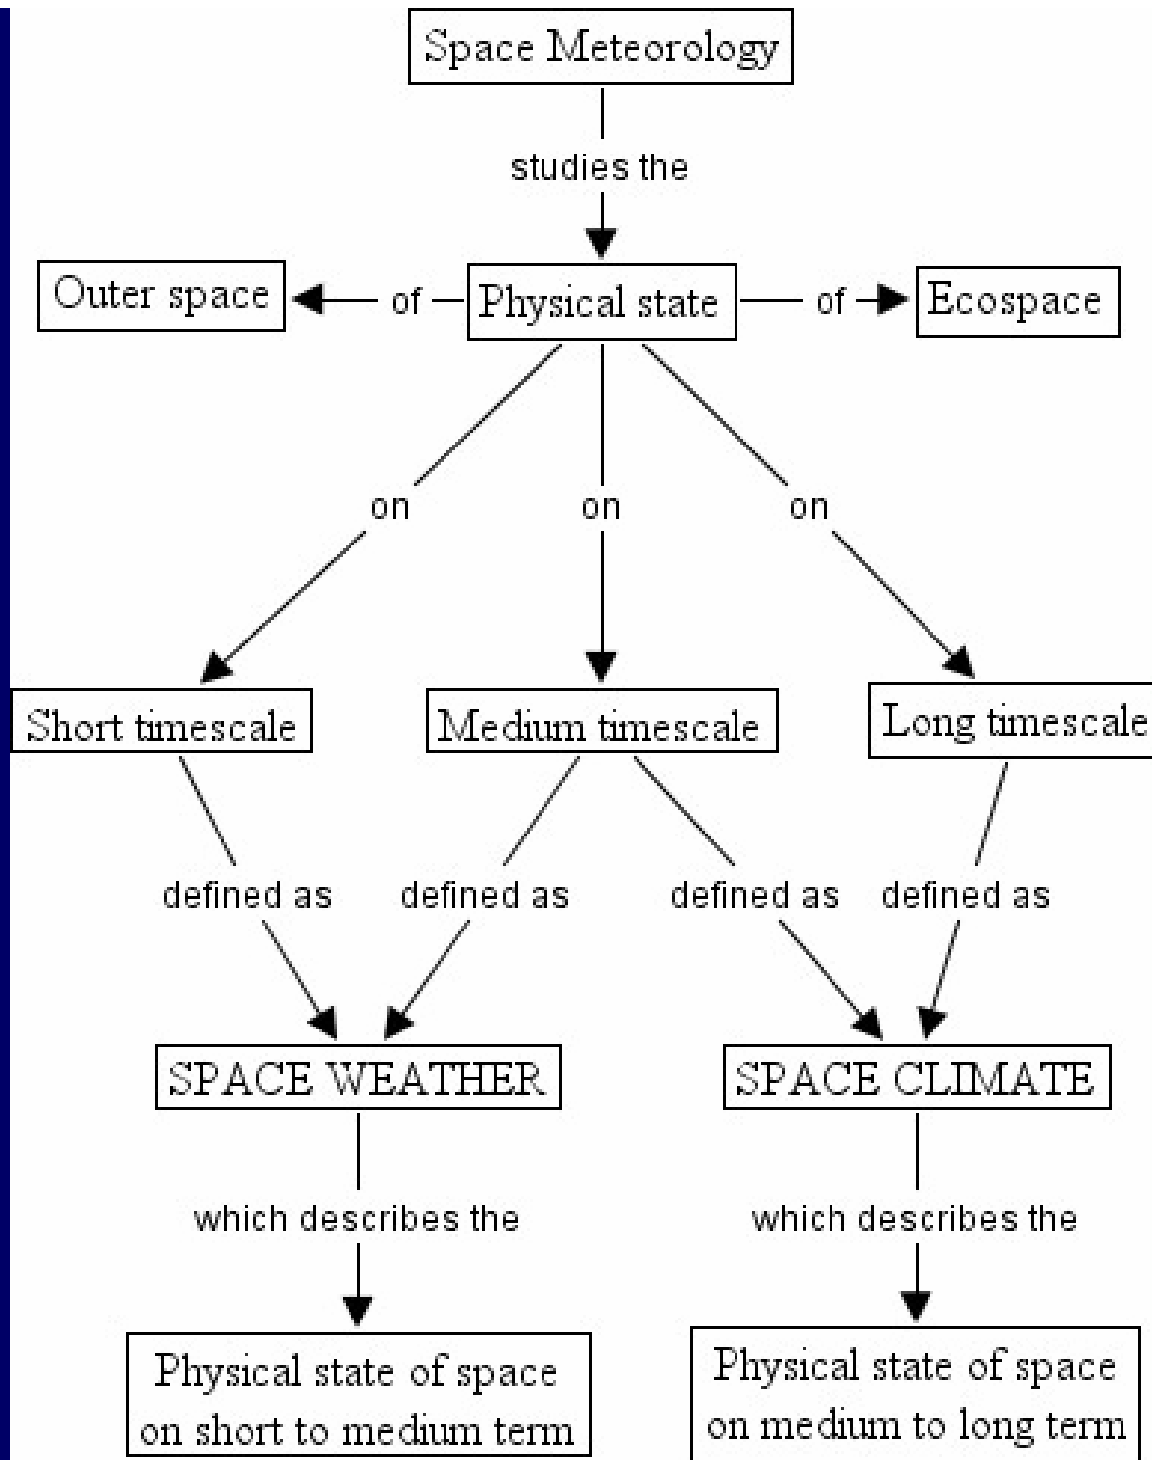 Space Meteorology
studies the
Outer space
of
Physical state
of
Ecospace
on
on
on
Short timescale
Medium timescale
Long timescale
defined as
defined as
defined as
defined as
SPACE WEATHER
SPACE CLIMATE
which describes the
which describes the
Physical state of space
on short to medium term
Physical state of space
on medium to long term